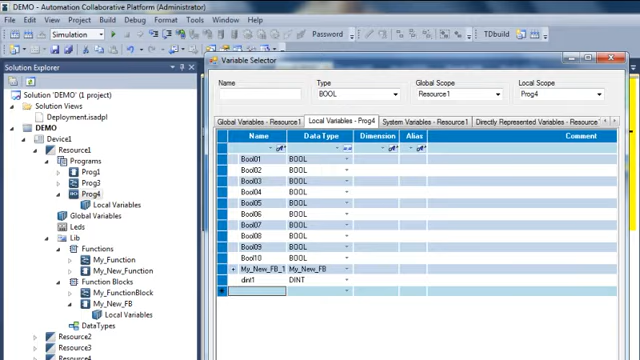 DEMO - Automation Collaborative Platform (Administrator)
File Edit View Project Build Debug Format Tools Window Help
Simulation
Password
TDbuild
Solution Explorer
Solution 'DEMO' (1 project)
Solution Views
Deployment.isadpl
DEMO
Device1
Resource1
Programs
Prog1
Prog3
Prog4
Local Variables
Global Variables
Leds
Lib
Functions
My_Function
My_New_Function
Function Blocks
My_FunctionBlock
My_New_FB
Local Variables
DataTypes
Resource2
Resource3
Resource4
Variable Selector
Name Type Global Scope Local Scope
BOOL Resource1 Prog4
Global Variables - Resource1 Local Variables - Prog4 System Variables - Resource1 Directly Represented Variables - Resource
Name Data Type Dimension Alias Comment
Bool01 BOOL
Bool02 BOOL
Bool03 BOOL
Bool04 BOOL
Bool05 BOOL
Bool06 BOOL
Bool07 BOOL
Bool08 BOOL
Bool09 BOOL
Bool10 BOOL
My_New_FB_1 My_New_FB
dint1 DINT